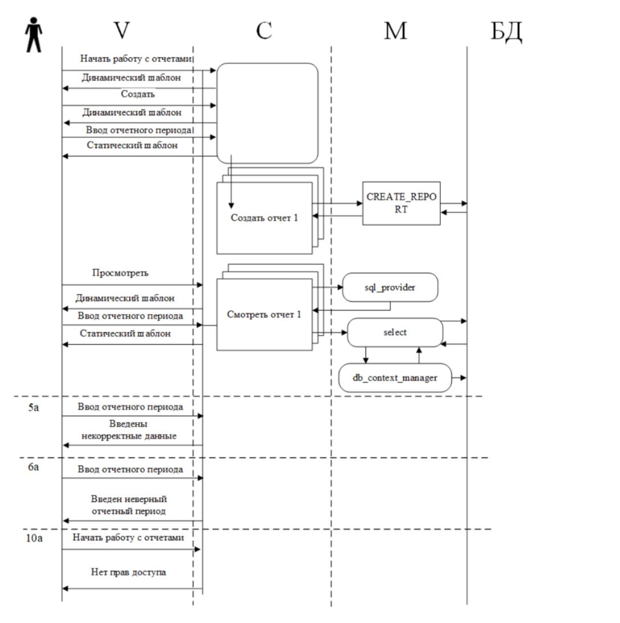 V С М БД
Начать работу с отчетами
Динамический шаблон
Создать
Динамический шаблон
Ввод отчетного периода
Статический шаблон
Создать отчет 1
CREATE_REPO
RT
Просмотреть
Динамический шаблон
Ввод отчетного периода
Статический шаблон
Смотреть отчет 1
sql_provider
select
db_context_manager
5а
Ввод отчетного периода
Введены
некорректные данные
6а
Ввод отчетного периода
Введен неверный
отчетный период
10а
Начать работу с отчетами
Нет прав доступа